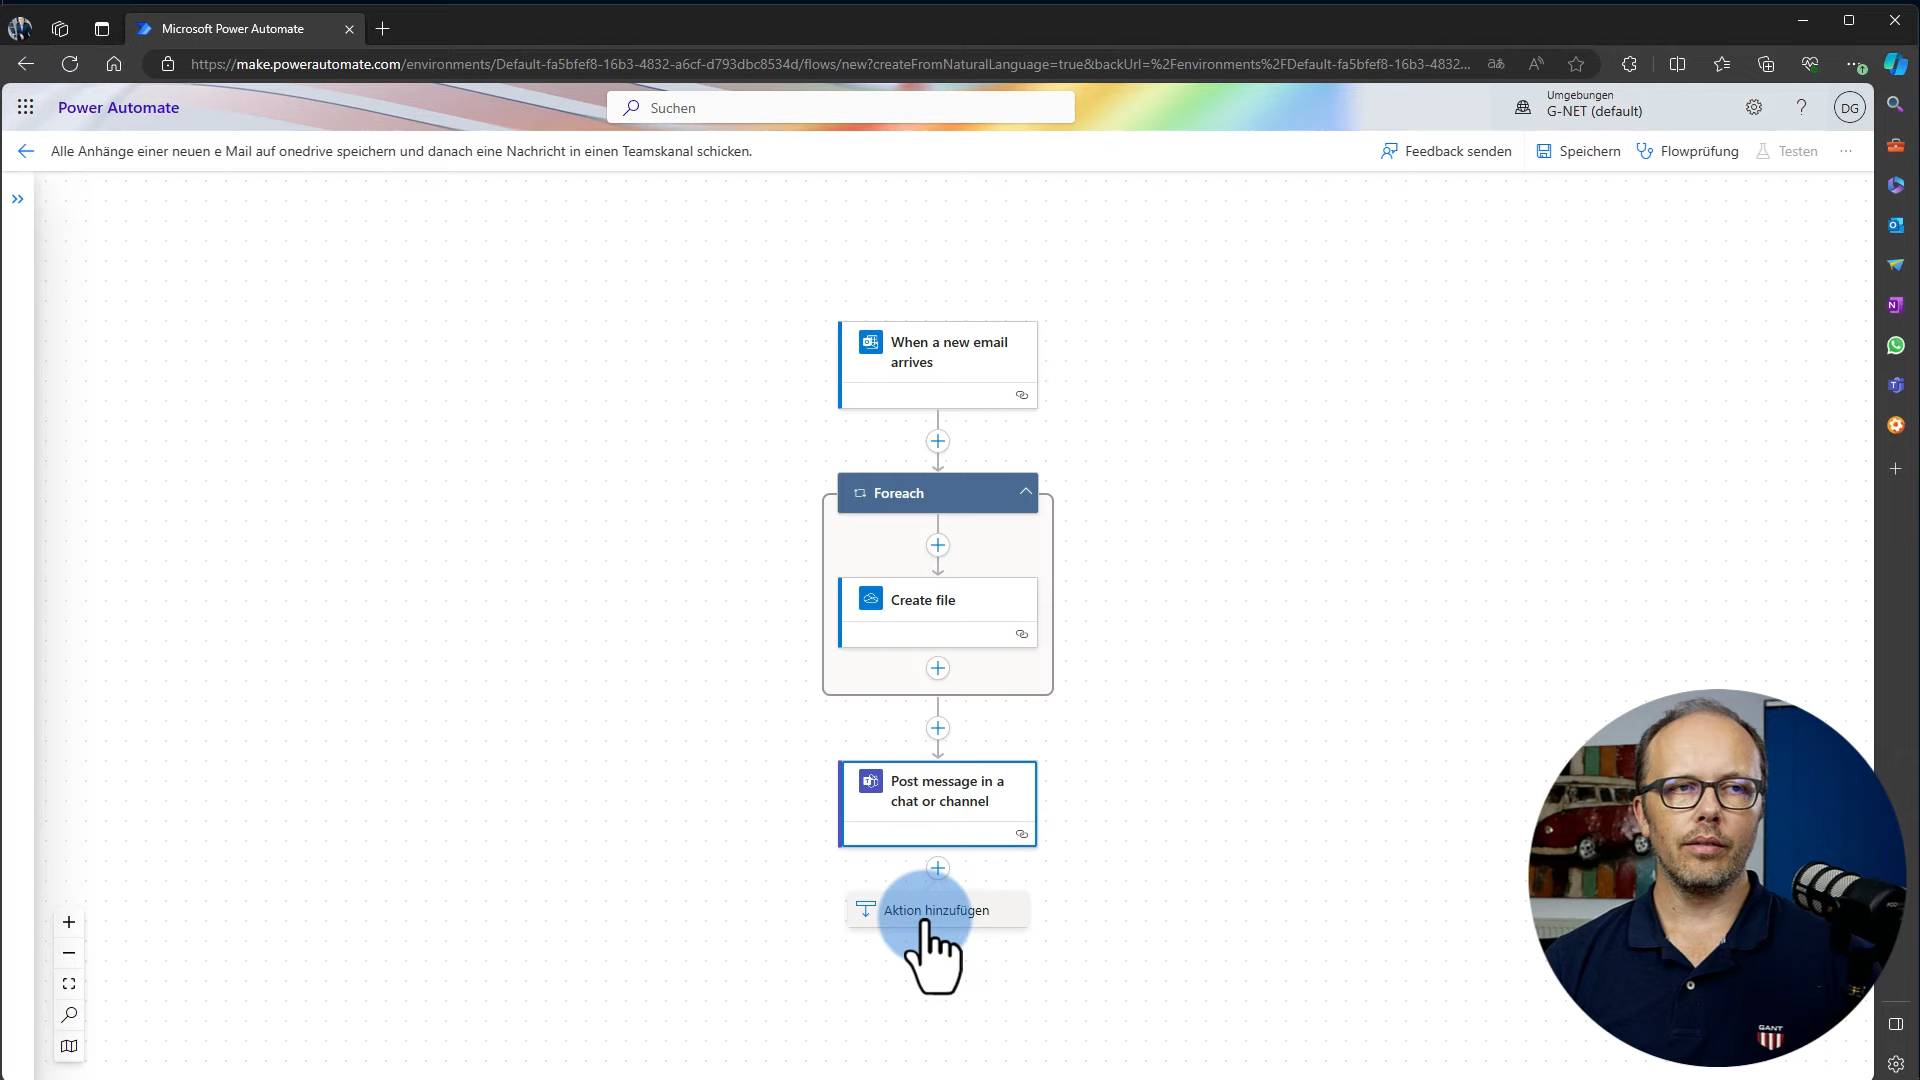 Microsoft Power Automate
https://make.powerautomate.com/environments/Default-fa5bfef8-16b3-4832-a6cf-d793dbc8534d/flows/new?createFromNaturalLanguage=true&backUrl=%2Fenvironments%2FDefault-fa5bfef8-16b3-4832...
aあ
Power Automate
Suchen
Umgebungen
G-NET (default)
DG
Alle Anhänge einer neuen e Mail auf onedrive speichern und danach eine Nachricht in einen Teamskanal schicken.
Feedback senden
Speichern
Flowprüfung
Testen
When a new email
arrives
Foreach
Create file
Post message in a
chat or channel
Aktion hinzufügen
GANT